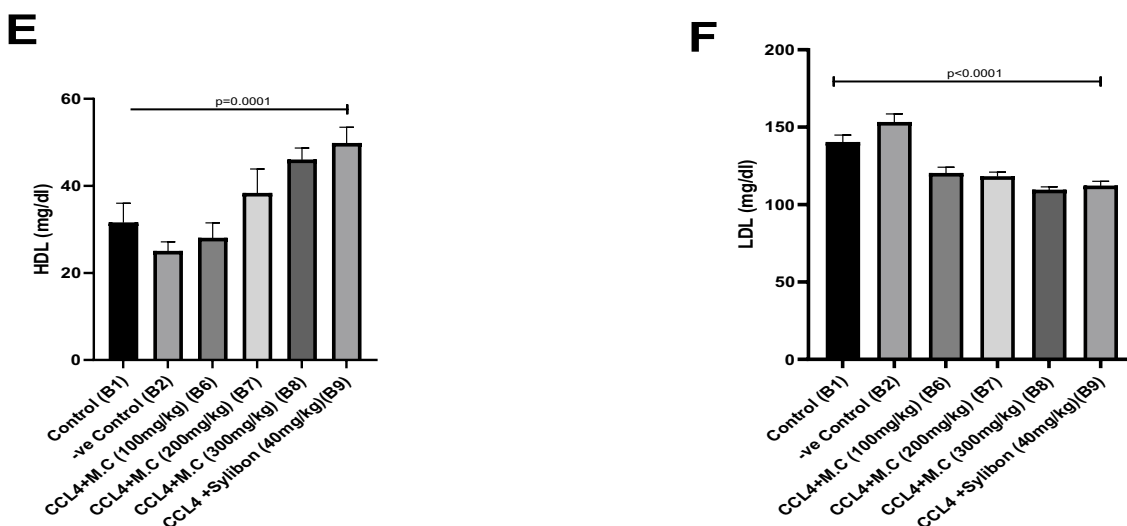 E
p=0.0001
HDL (mg/dl)
60
40
20
0
Control (B1)
-ve Control (B2)
CCL4+M.C (100mg/kg) (B6)
CCL4+M.C (200mg/kg) (B7)
CCL4+M.C (300mg/kg) (B8)
CCL4 +Sylibon (40mg/kg)(B9)
F
p<0.0001
LDL (mg/dl)
200
150
100
50
0
Control (B1)
-ve Control (B2)
CCL4+M.C (100mg/kg) (B6)
CCL4+M.C (200mg/kg) (B7)
CCL4+M.C (300mg/kg) (B8)
CCL4 +Sylibon (40mg/kg)(B9)